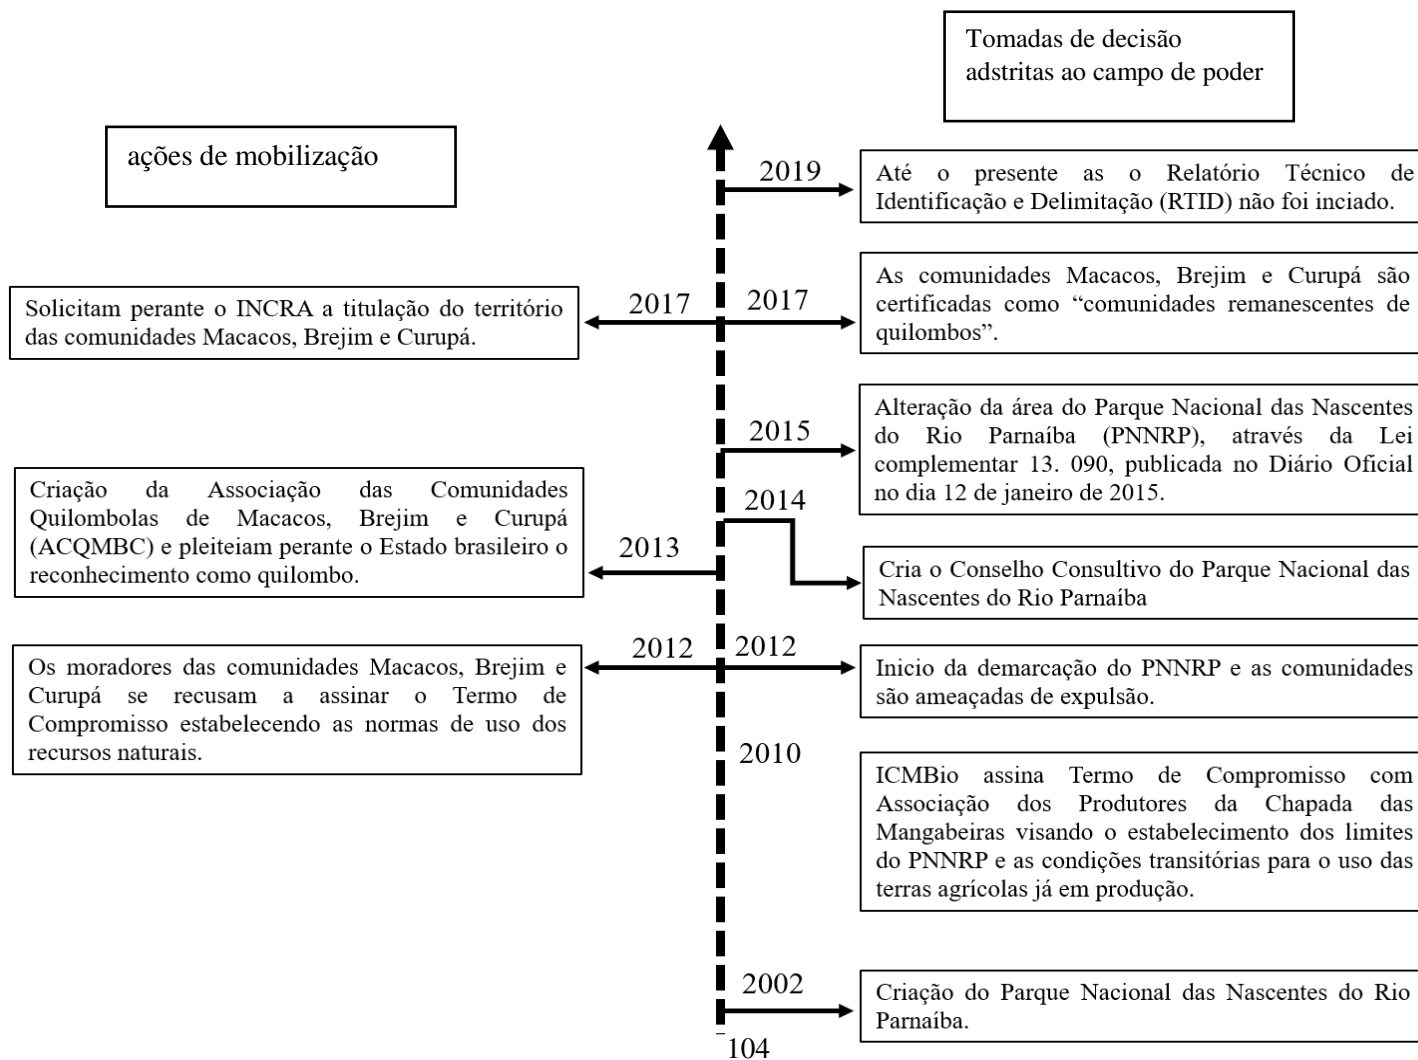 Tomadas de decisão
adstritas ao campo de poder
ações de mobilização
2019
Até o presente as o Relatório Técnico de
Identificação e Delimitação (RTID) não foi inciado.
2017
Solicitam perante o INCRA a titulação do território
das comunidades Macacos, Brejim e Curupá.
2017
As comunidades Macacos, Brejim e Curupá são
certificadas como “comunidades remanescentes de
quilombos”.
2015
Alteração da área do Parque Nacional das Nascentes
do Rio Parnaíba (PNNRP), através da Lei
complementar 13. 090, publicada no Diário Oficial
no dia 12 de janeiro de 2015.
2014
Cria o Conselho Consultivo do Parque Nacional das
Nascentes do Rio Parnaíba
2013
Criação da Associação das Comunidades
Quilombolas de Macacos, Brejim e Curupá
(ACQMBC) e pleiteiam perante o Estado brasileiro o
reconhecimento como quilombo.
2012
Os moradores das comunidades Macacos, Brejim e
Curupá se recusam a assinar o Termo de
Compromisso estabelecendo as normas de uso dos
recursos naturais.
2012
Inicio da demarcação do PNNRP e as comunidades
são ameaçadas de expulsão.
2010
ICMBio assina Termo de Compromisso com
Associação dos Produtores da Chapada das
Mangabeiras visando o estabelecimento dos limites
do PNNRP e as condições transitórias para o uso das
terras agrícolas já em produção.
2002
Criação do Parque Nacional das Nascentes do Rio
Parnaíba.
104